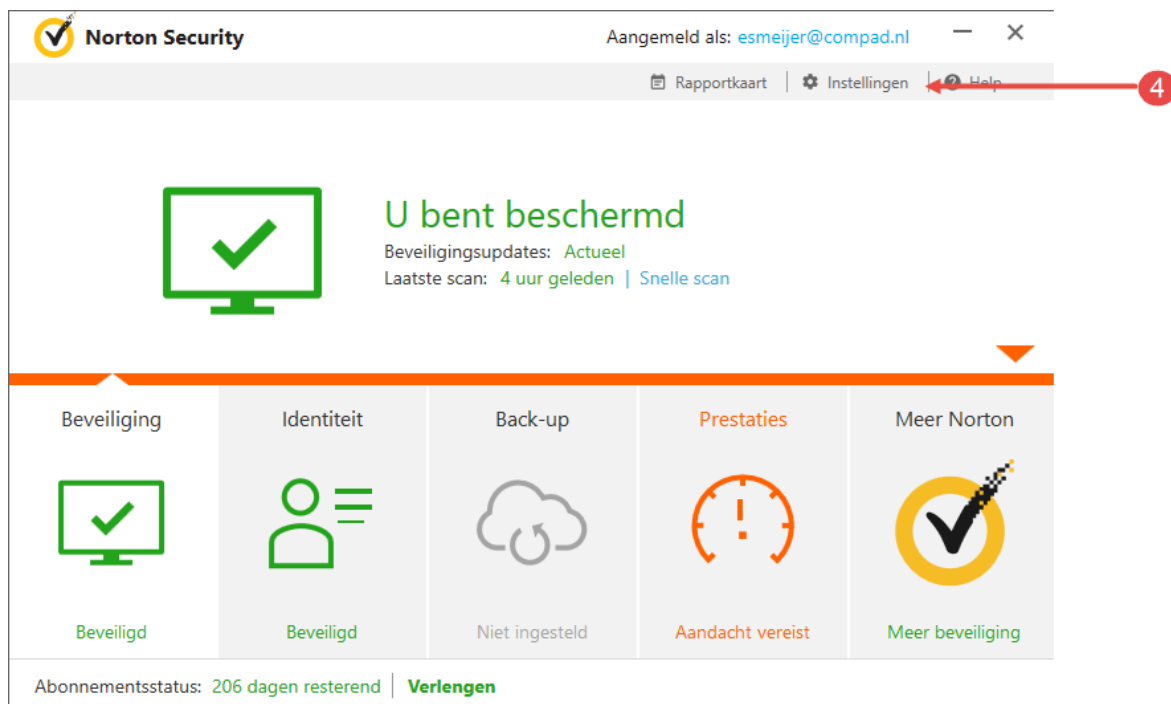 Norton Security
Aangemeld als: esmeijer@compad.nl
Rapportkaart
Instellingen
Help
4
U bent beschermd
Beveiligingsupdates: Actueel
Laatste scan: 4 uur geleden | Snelle scan
Beveiliging
Identiteit
Back-up
Prestaties
Meer Norton
Beveiligd
Beveiligd
Niet ingesteld
Aandacht vereist
Meer beveiliging
Abonnementsstatus: 206 dagen resterend | Verlengen